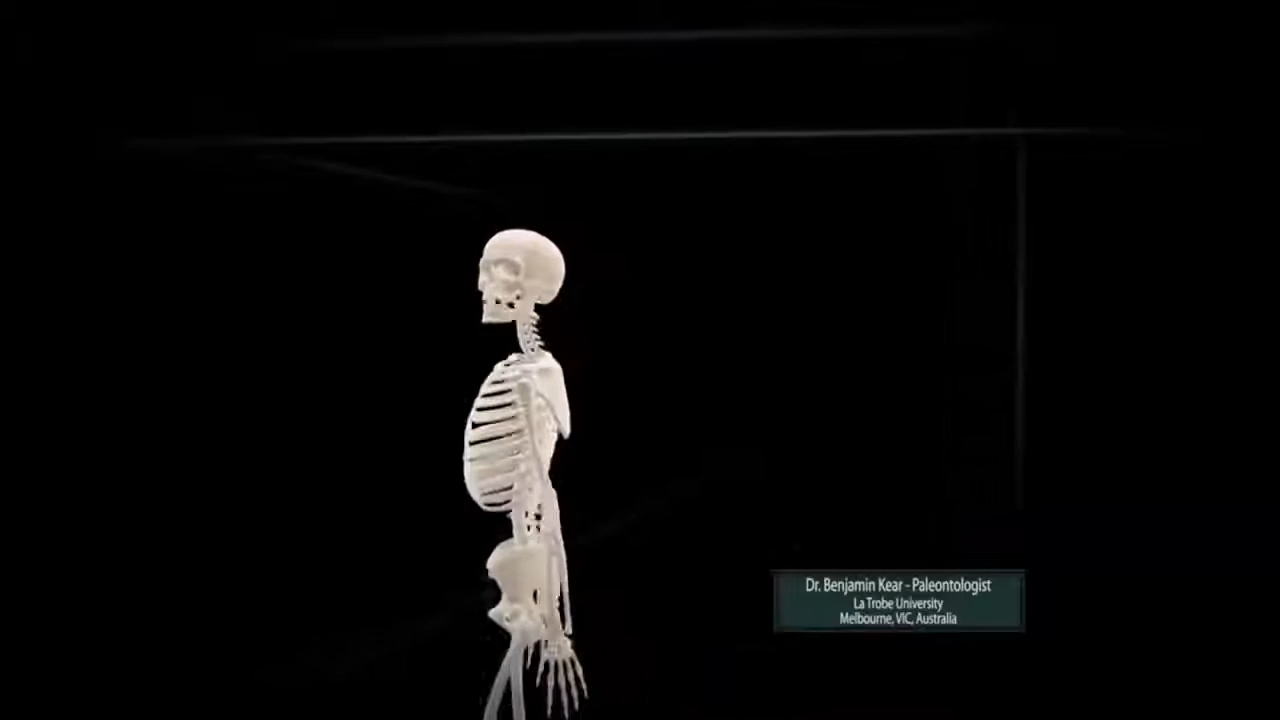 Dr. Benjamin Kear - Paleontologist
La Trobe University
Melbourne, VIC, Australia